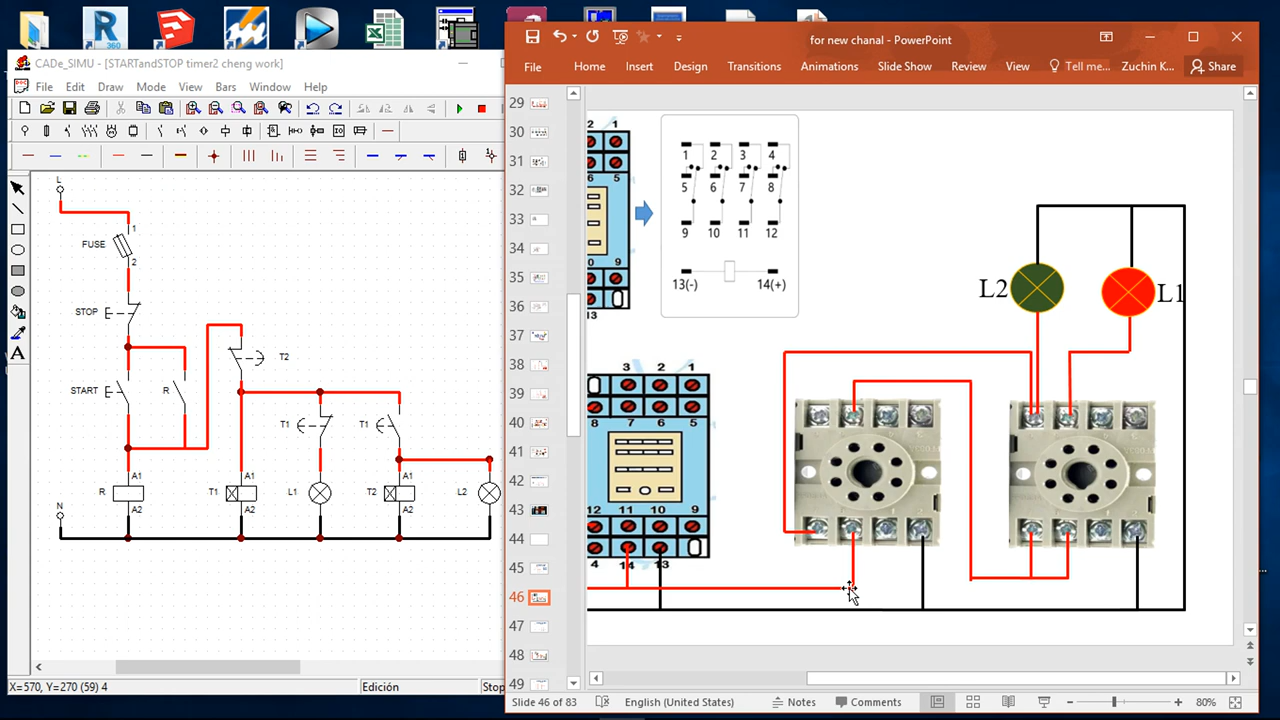 R
360
CADe_SIMU - [STARTandSTOP timer2 cheng work]
File Edit Draw Mode View Bars Window Help
L
FUSE
1
2
STOP
START
R
T2
T1
T1
A1
A1
A1
R
T1
L1
T2
L2
A2
A2
A2
N
X=570, Y=270 (59) 4
Edición
Stop
for new chanal - PowerPoint
File Home Insert Design Transitions Animations Slide Show Review View Tell me... Zuchin K... Share
29
30
31
32
33
34
35
36
37
38
39
40
41
42
43
44
45
46
47
48
49
2 1
6 5
10 9
13
1 2 3 4
5 6 7 8
9 10 11 12
13(-) 14(+)
L2
L1
3 2 1
8 7 6 5
12 11 10 9
4 14 13
Slide 46 of 83
English (United States)
Notes
Comments
80%